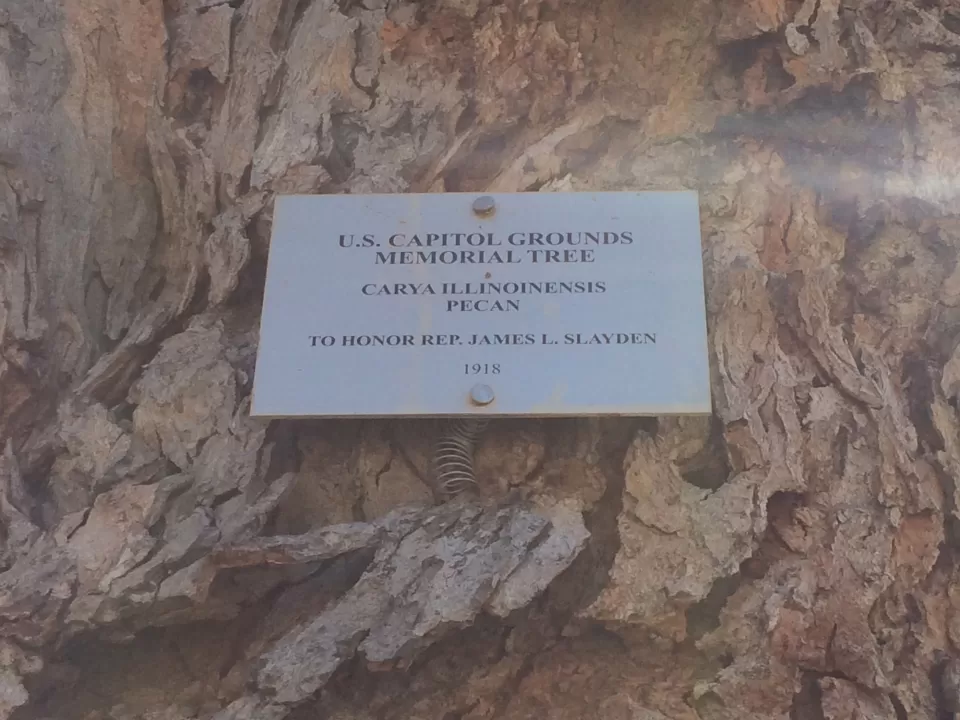 U.S. CAPITOL GROUNDS
MEMORIAL TREE
CARYA ILLINOINENSIS
PECAN
TO HONOR REP. JAMES L. SLAYDEN
1918